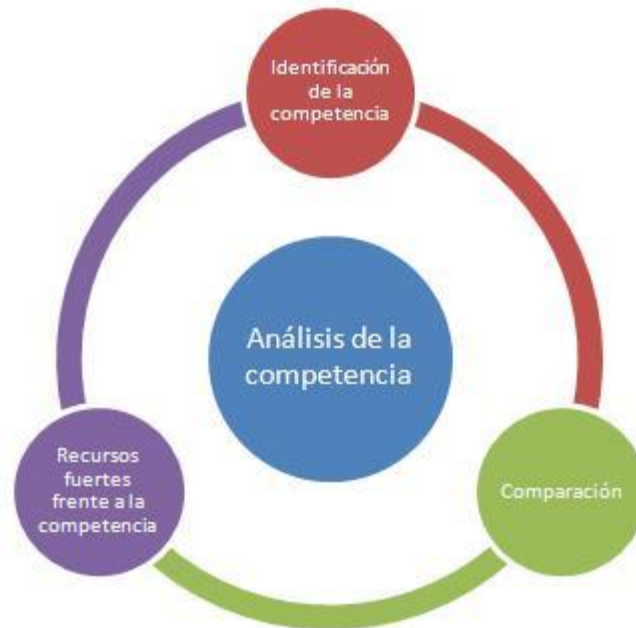 Identificación
de la
competencia
Análisis de la
competencia
Recursos
fuertes
frente a la
competencia
Comparación